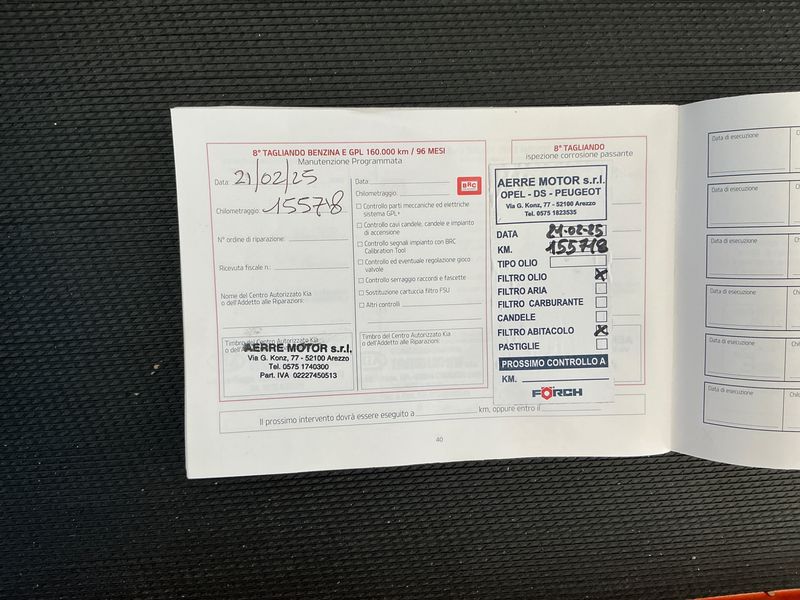 8° TAGLIANDO BENZINA E GPL 160.000 km / 96 MESI
Manutenzione Programmata
Data: 21/02/25
Chilometraggio: 155718
N° ordine di riparazione:
Ricevuta fiscale n.:
Nome del Centro Autorizzato Kia
o dell'Addetto alle Riparazioni:
Timbro del Centro Autorizzato Kia
AERRE MOTOR s.r.l.
Via G. Konz, 77 - 52100 Arezzo
Tel. 0575 1740300
Part. IVA 02227450513
Data:
BRC
Chilometraggio:
Controllo parti meccaniche ed elettriche
sistema GPL+
Controllo cavi candele, candele e impianto
di accensione
Controllo segnali impianto con BRC
Calibration Tool
Controllo ed eventuale regolazione gioco
valvole
Controllo serraggio raccordi e fascette
Sostituzione cartuccia filtro FSU
Altri controlli
Timbro del Centro Autorizzato Kia
o dell'Addetto alle Riparazioni:
8° TAGLIANDO
ispezione corrosione passante
AERRE MOTOR s.r.l.
OPEL - DS - PEUGEOT
Via G. Konz, 77 - 52100 Arezzo
Tel. 0575 1823535
DATA 21-02-25
KM. 155718
TIPO OLIO
FILTRO OLIO X
FILTRO ARIA
FILTRO CARBURANTE
CANDELE
FILTRO ABITACOLO X
PASTIGLIE
PROSSIMO CONTROLLO A
KM.
FÖRCH
Il prossimo intervento dovrà essere eseguito a km, oppure entro il
40
Data di esecuzione
Data di esecuzione
Data di esecuzione
Data di esecuzione
Data di esecuzione
Data di esecuzione